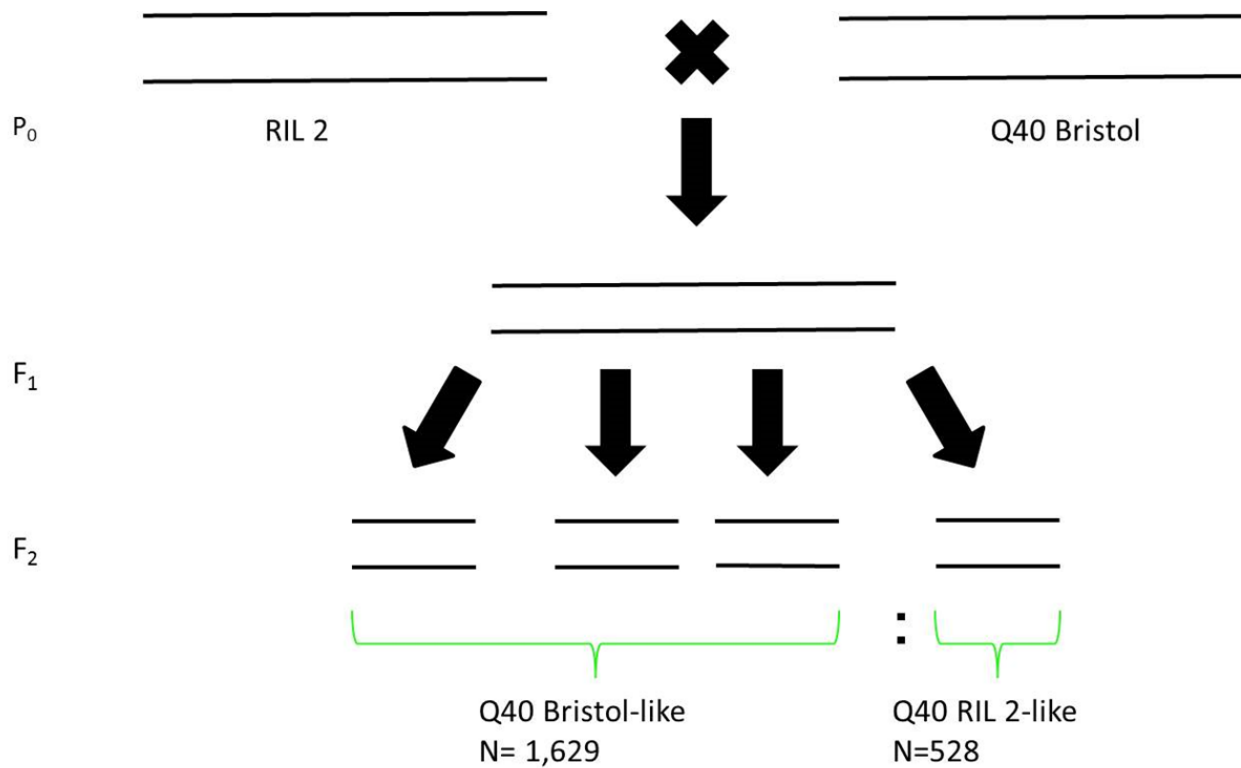 P0
RIL 2
Q40 Bristol
F1
F2
:
Q40 Bristol-like
N= 1,629
Q40 RIL 2-like
N=528